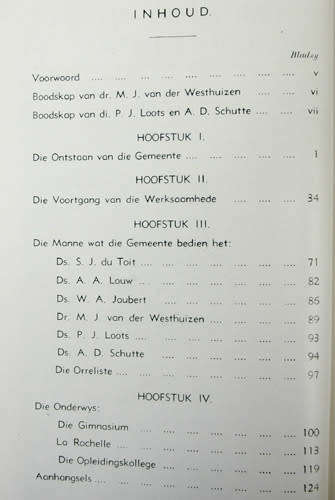 INHOUD.
Bladsy
Voorwoord .... .... .... .... .... .... .... .... v
Boodskap van dr. M. J. van der Westhuizen .... .... .... vi
Boodskap van di. P. J. Loots en A. D. Schutte .... .... vii
HOOFSTUK I.
Die Ontstaan van die Gemeente .... .... .... .... 1
HOOFSTUK II.
Die Voortgang van die Werksaamhede .... .... .... 34
HOOFSTUK III.
Die Manne wat die Gemeente bedien het:
Ds. S. J. du Toit .... .... .... .... .... 71
Ds. A. A. Louw .. .... .... .... .... .... 82
Ds. W. A. Joubert .... .... .... .... .... 86
Dr. M. J. van der Westhuizen .... .... .... 89
Ds. P. J. Loots .... .... .... .... .... 93
Ds. A. D. Schutte .... .... .... .... .... 94
Die Orreliste .... .... .... .... .... 97
HOOFSTUK IV.
Die Onderwys:
Die Gimnasium .... .... .... .... .... 100
La Rochelle .... .... .... .... .... .... 113
Die Opleidingskollege .... .... .... .... 119
Aanhangsels .... .... .... .... .... .... .... 124